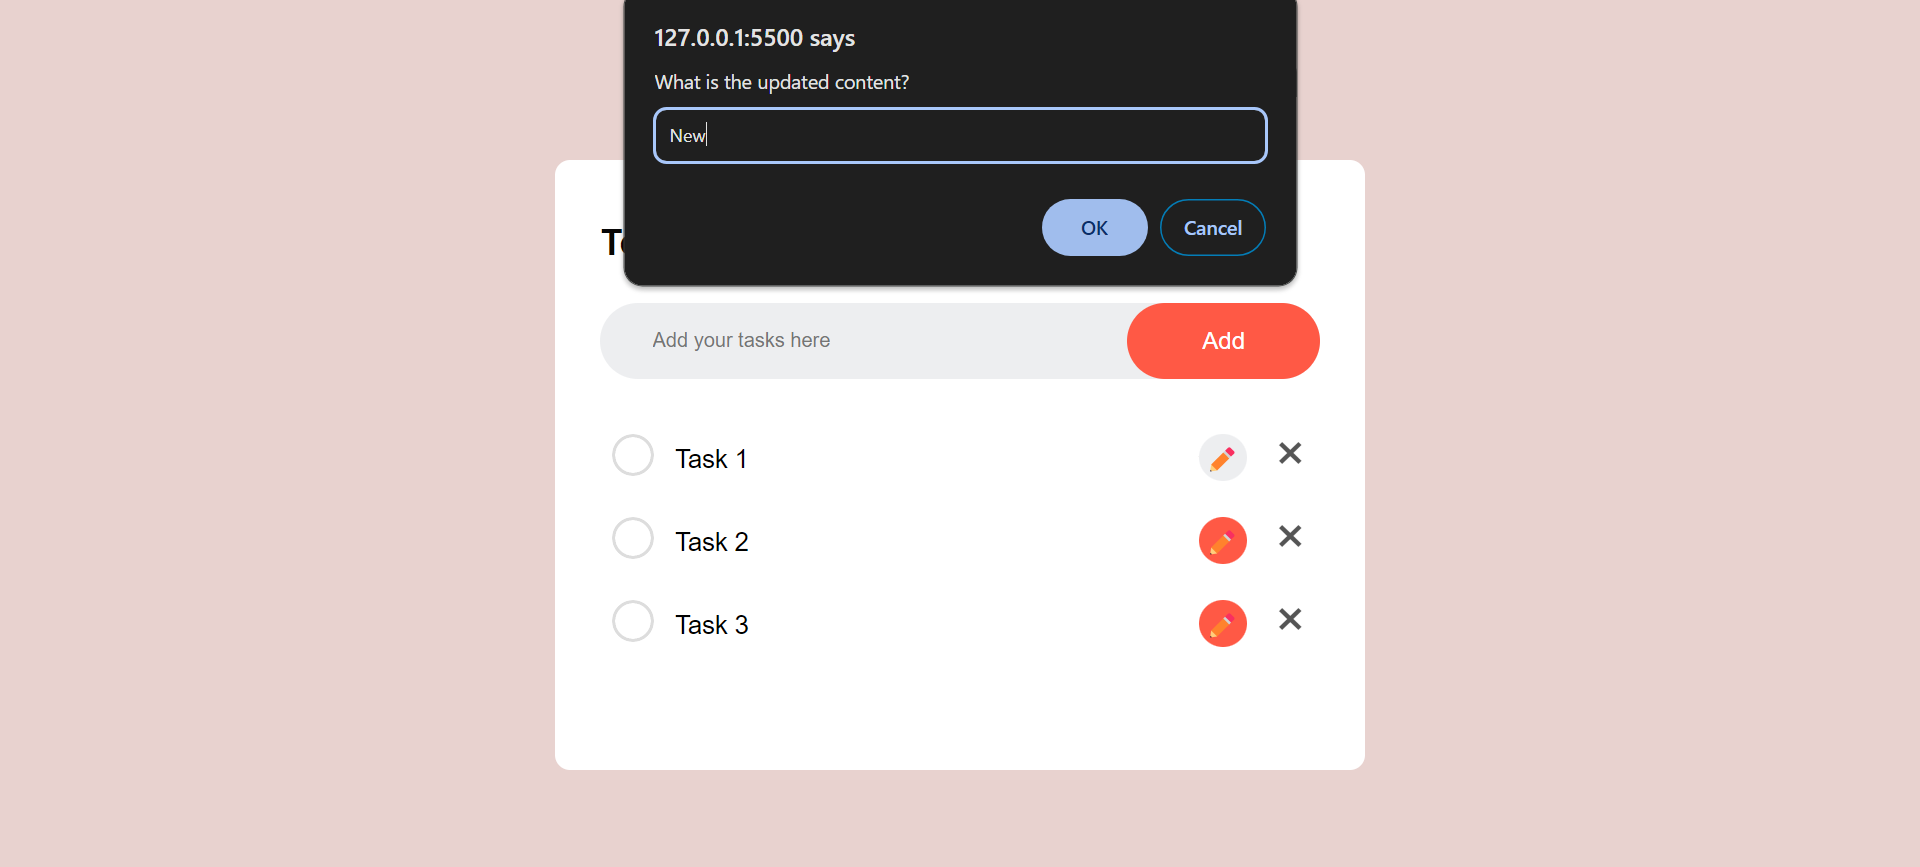 127.0.0.1:5500 says
What is the updated content?
New
OK Cancel
Add your tasks here Add
Task 1
Task 2
Task 3